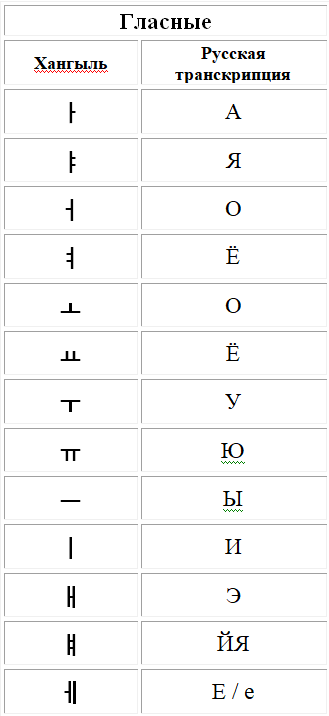 Гласные
Хангыль Русская транскрипция
ㅏ А
ㅑ Я
ㅓ О
ㅕ Ё
ㅗ О
ㅛ Ё
ㅜ У
ㅠ Ю
ㅡ Ы
ㅣ И
ㅐ Э
ㅒ ЙЯ
ㅔ Е / е